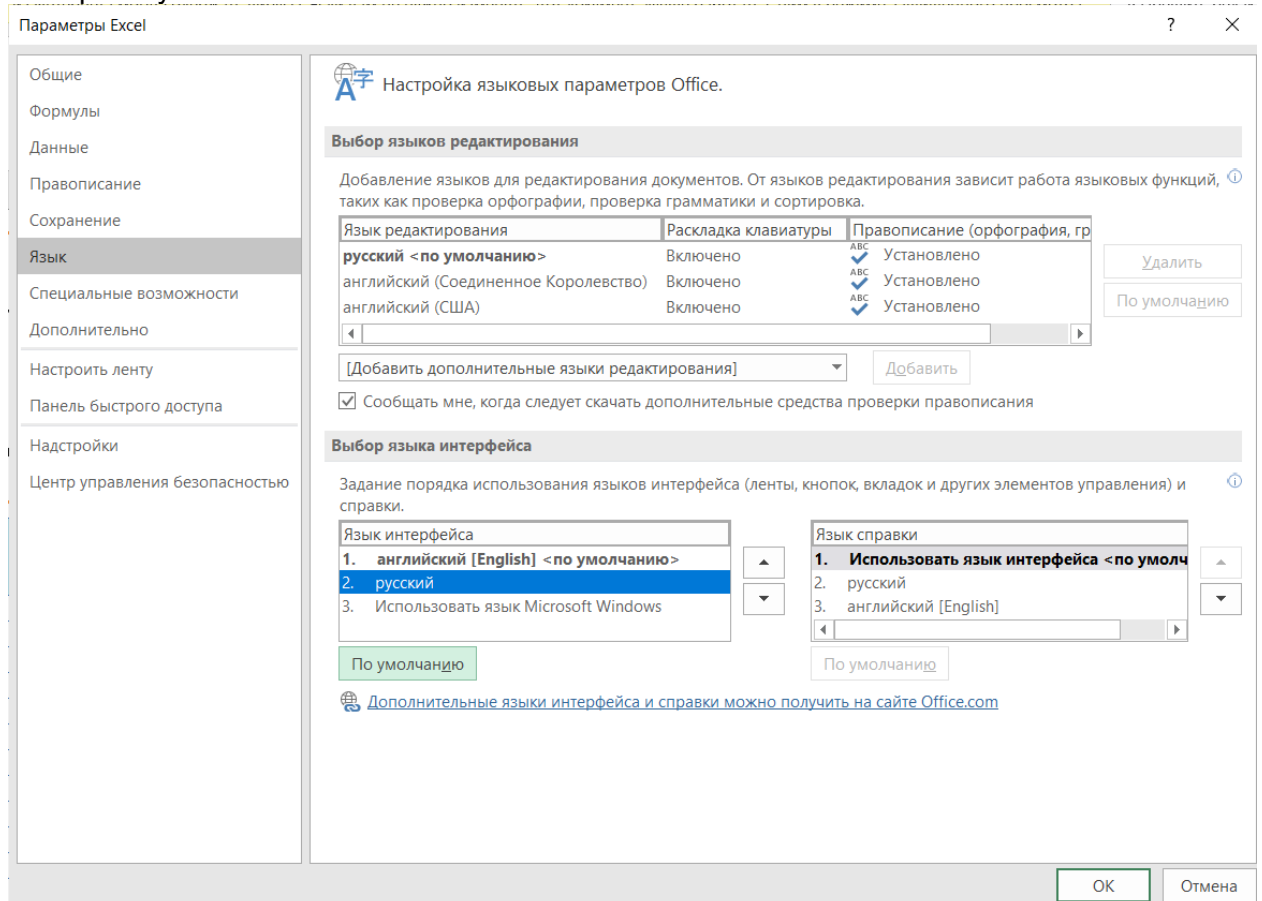 Параметры Excel
?
Общие
Формулы
Данные
Правописание
Сохранение
Язык
Специальные возможности
Дополнительно
Настроить ленту
Панель быстрого доступа
Надстройки
Центр управления безопасностью
Настройка языковых параметров Office.
Выбор языков редактирования
Добавление языков для редактирования документов. От языков редактирования зависит работа языковых функций,
таких как проверка орфографии, проверка грамматики и сортировка.
Язык редактирования Раскладка клавиатуры Правописание (орфография, гр
русский <по умолчанию> Включено Установлено
английский (Соединенное Королевство) Включено Установлено
английский (США) Включено Установлено
Удалить
По умолчанию
[Добавить дополнительные языки редактирования] Добавить
Сообщать мне, когда следует скачать дополнительные средства проверки правописания
Выбор языка интерфейса
Задание порядка использования языков интерфейса (ленты, кнопок, вкладок и других элементов управления) и
справки.
Язык интерфейса
1. английский [English] <по умолчанию>
2. русский
3. Использовать язык Microsoft Windows
По умолчанию
Язык справки
1. Использовать язык интерфейса <по умолч
2. русский
3. английский [English]
По умолчанию
Дополнительные языки интерфейса и справки можно получить на сайте Office.com
ОК
Отмена